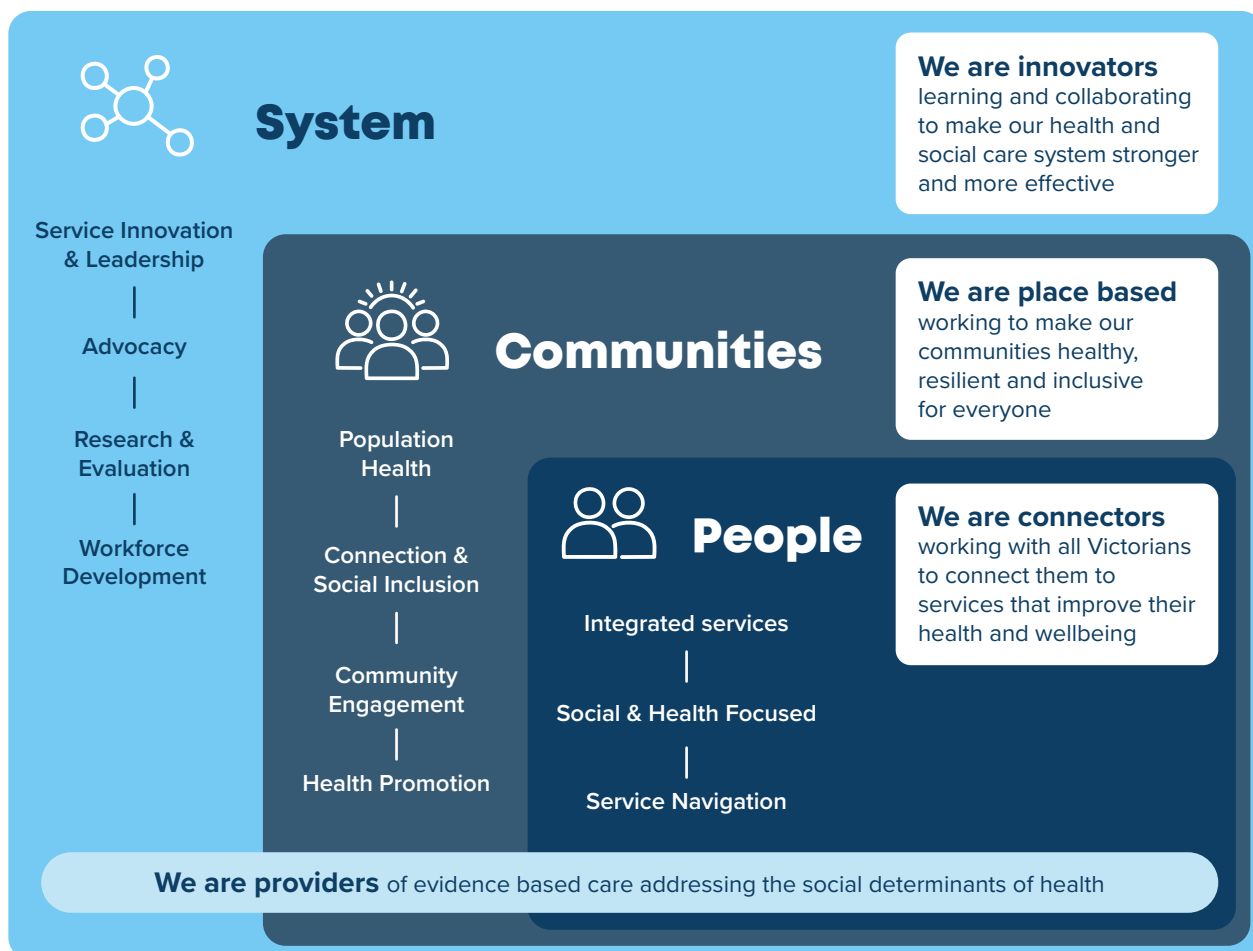 System
We are innovators
learning and collaborating
to make our health and
social care system stronger
and more effective
Service Innovation
& Leadership
Advocacy
Research &
Evaluation
Workforce
Development
Communities
We are place based
working to make our
communities healthy,
resilient and inclusive
for everyone
Population
Health
Connection &
Social Inclusion
Community
Engagement
Health Promotion
People
We are connectors
working with all Victorians
to connect them to
services that improve their
health and wellbeing
Integrated services
Social & Health Focused
Service Navigation
We are providers of evidence based care addressing the social determinants of health